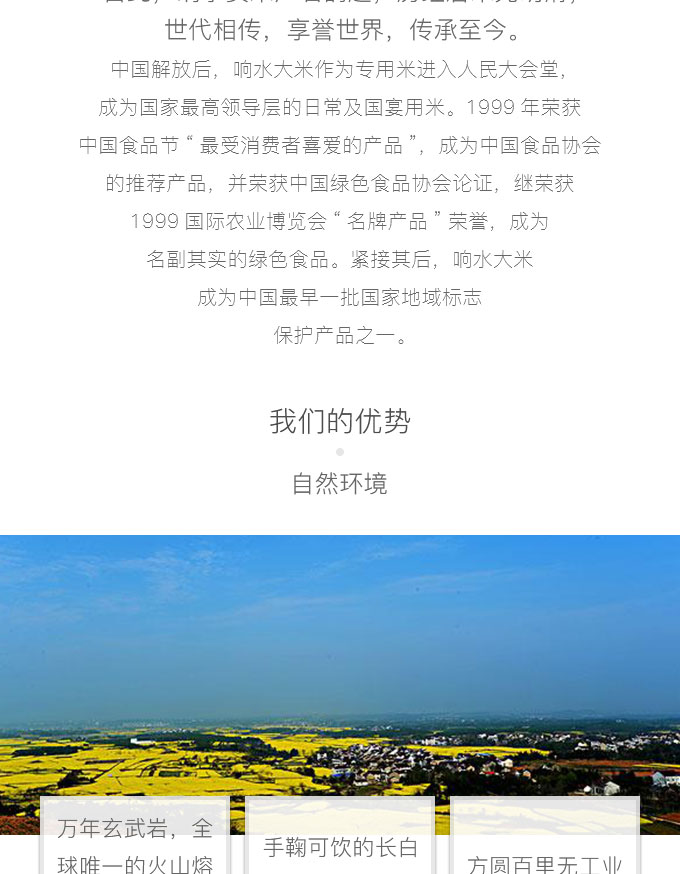 世代相传，享誉世界，传承至今。
中国解放后，响水大米作为专用米进入人民大会堂，
成为国家最高领导层的日常及国宴用米。1999 年荣获
中国食品节 “ 最受消费者喜爱的产品 ”，成为中国食品协会
的推荐产品，并荣获中国绿色食品协会论证，继荣获
1999 国际农业博览会 “ 名牌产品 ” 荣誉，成为
名副其实的绿色食品。紧接其后，响水大米
成为中国最早一批国家地域标志
保护产品之一。
我们的优势
自然环境
万年玄武岩，全
球唯一的火山熔
手鞠可饮的长白
方圆百里无工业